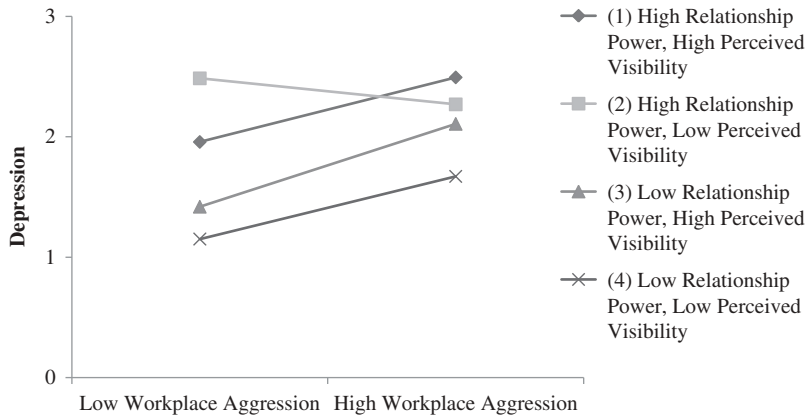 3
2
1
0
Depression
Low Workplace Aggression
High Workplace Aggression
(1) High Relationship
Power, High Perceived
Visibility
(2) High Relationship
Power, Low Perceived
Visibility
(3) Low Relationship
Power, High Perceived
Visibility
(4) Low Relationship
Power, Low Perceived
Visibility